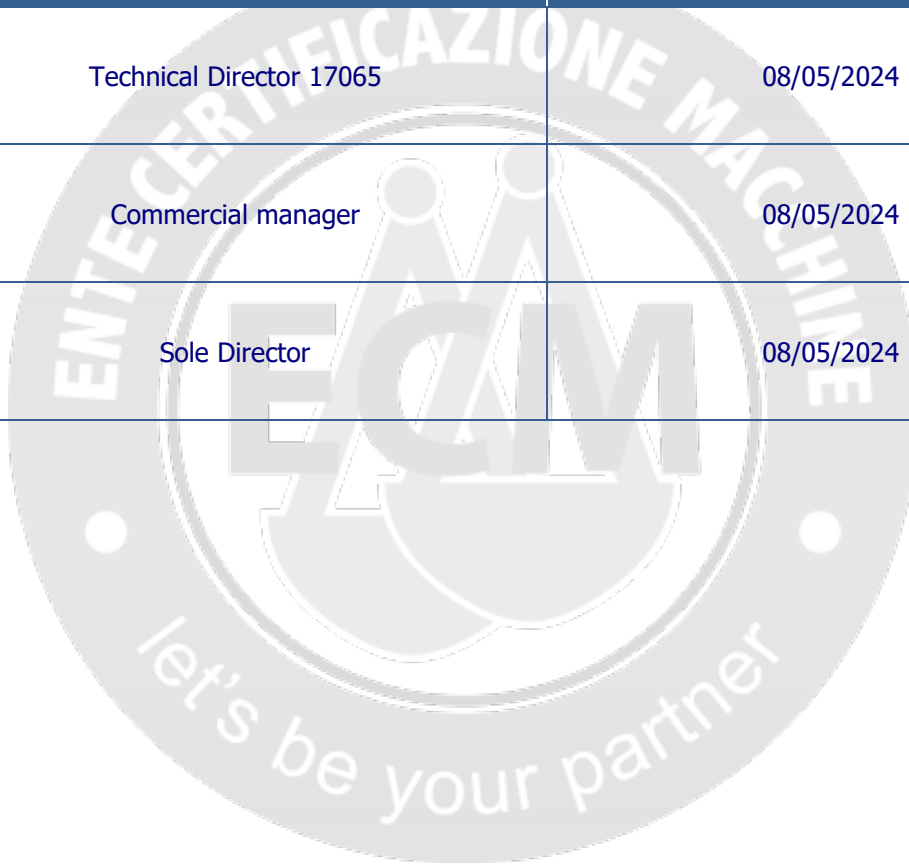 Technical Director 17065 08/05/2024
Commercial manager 08/05/2024
Sole Director 08/05/2024
ENTE CERTIFICAZIONE MACCHINE
ECM
let's be your partner